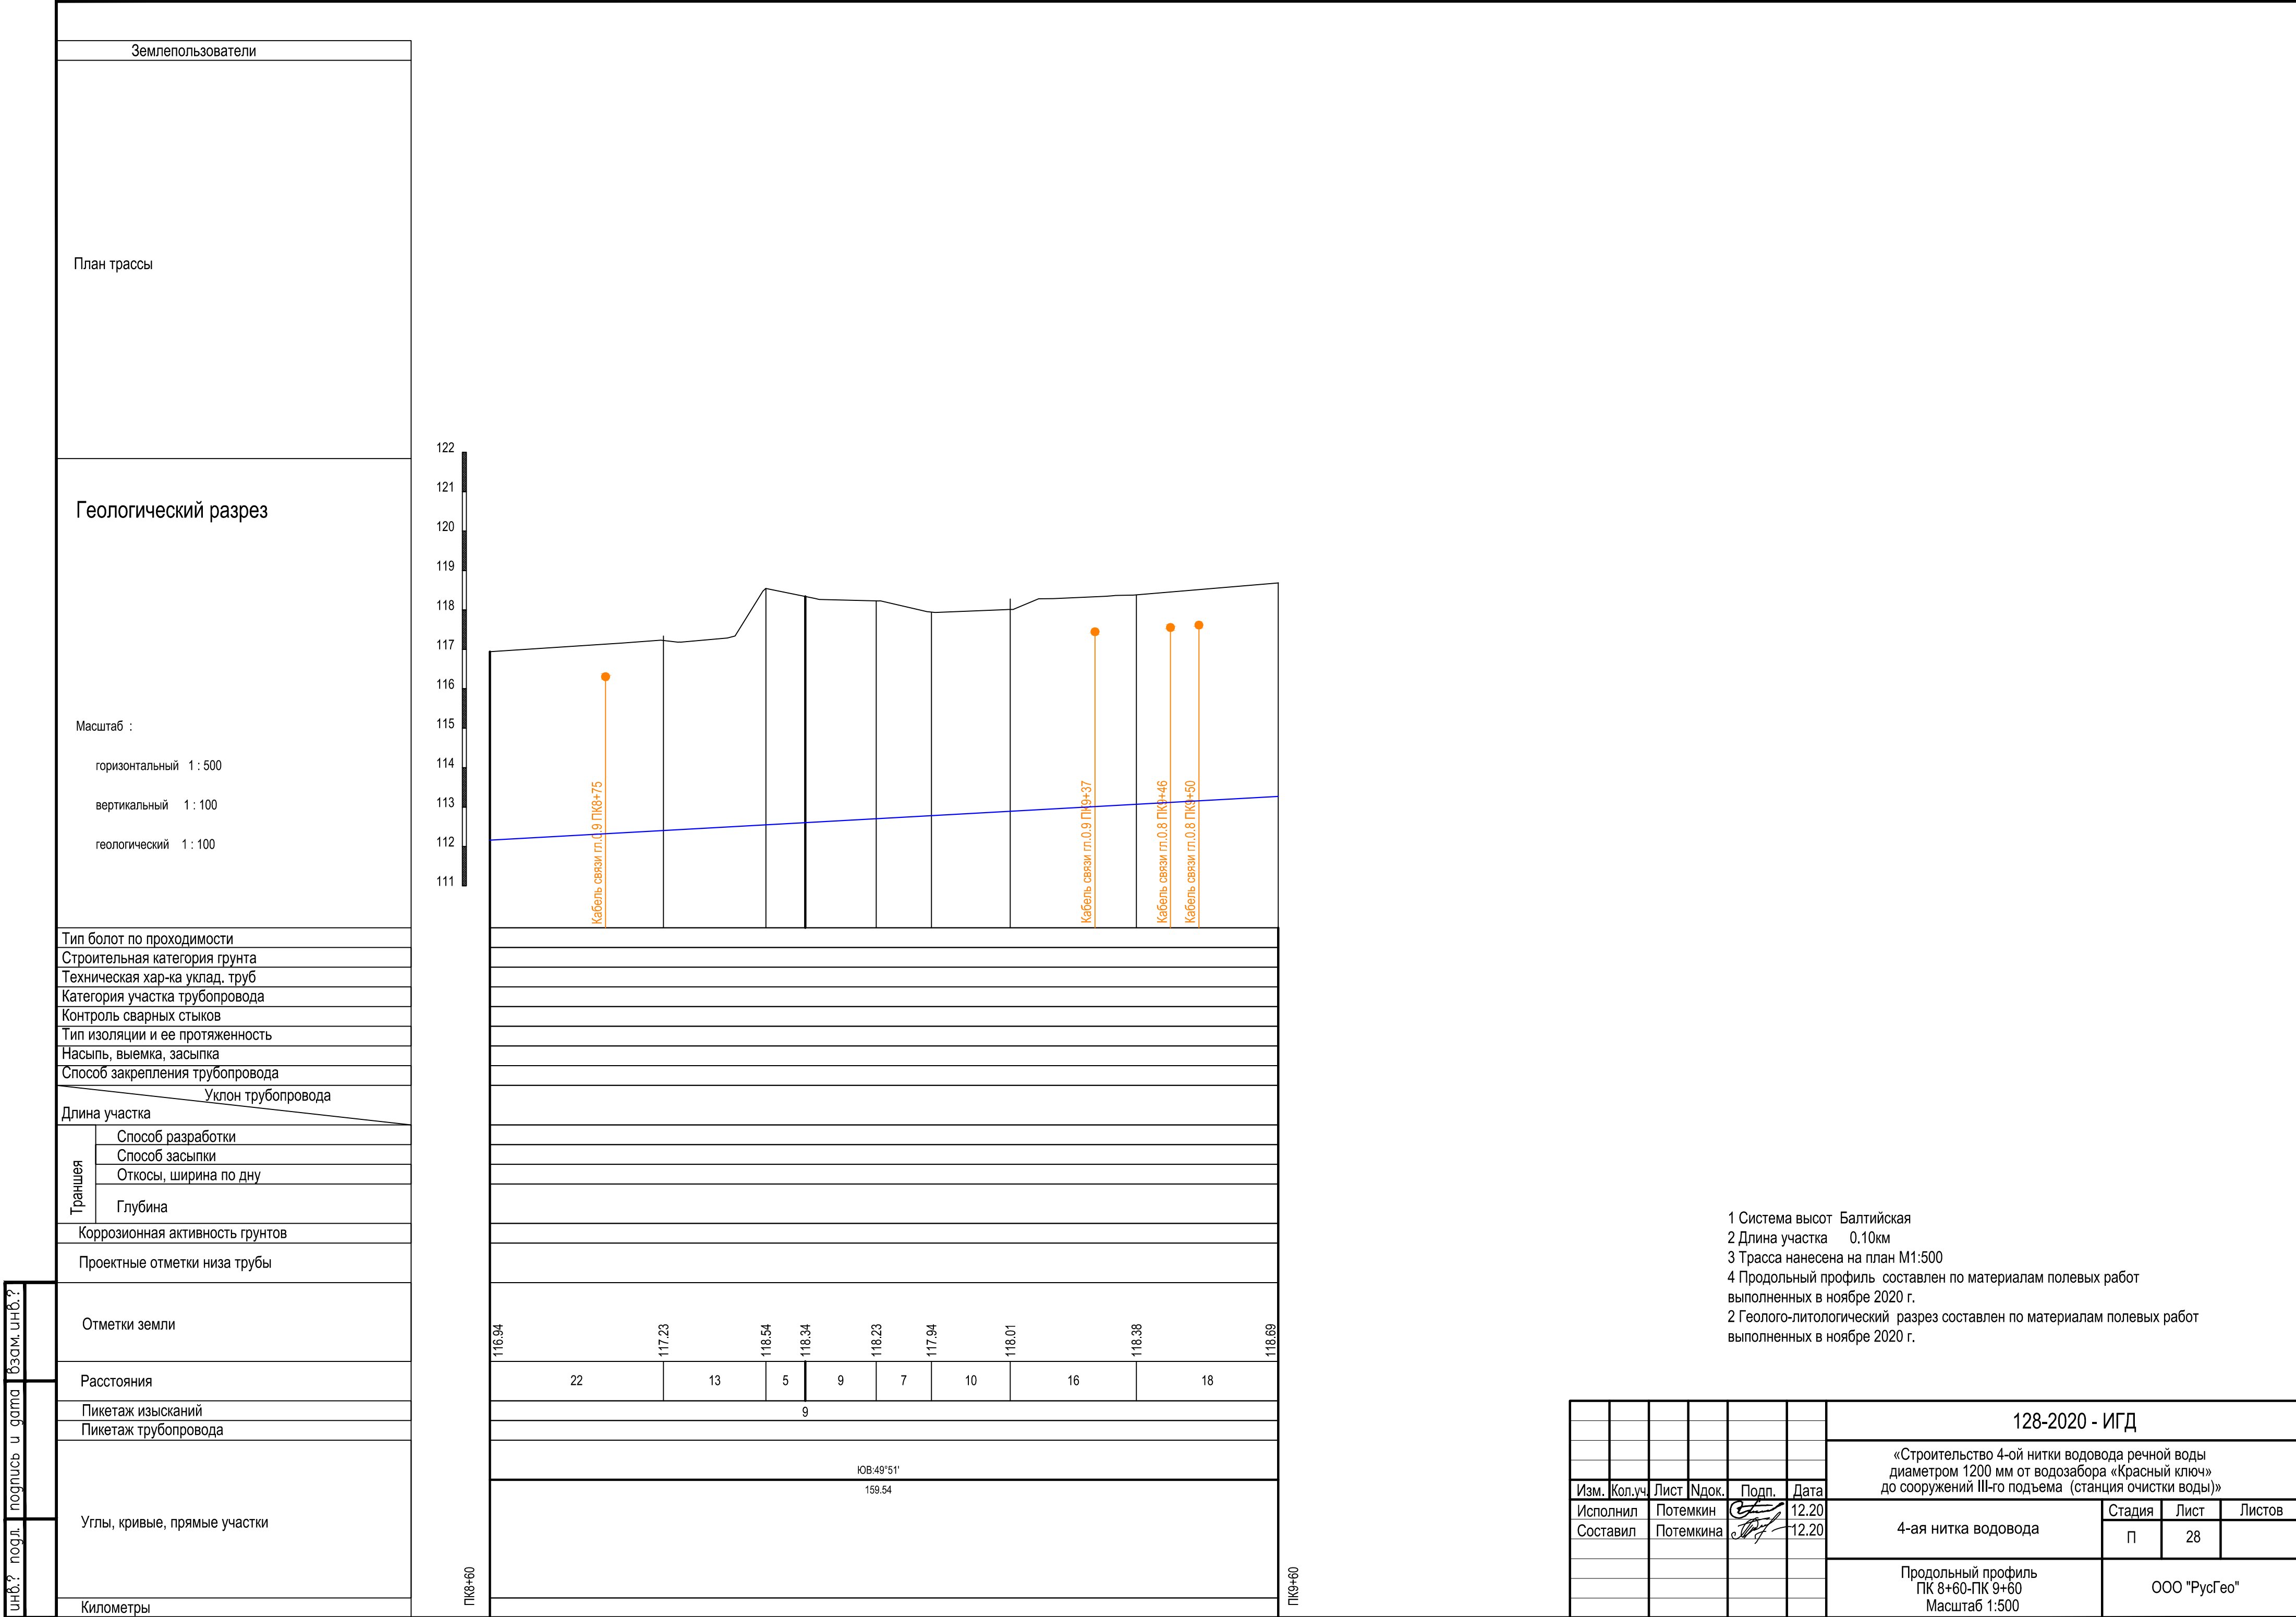 Землепользователи
План трассы
Геологический разрез
Масштаб :
горизонтальный 1 : 500
вертикальный 1 : 100
геологический 1 : 100
122
121
120
119
118
117
116
115
114
113
112
111
Кабель связи гл.0.9 ПК8+75
Кабель связи гл.0.9 ПК9+37
Кабель связи гл.0.8 ПК9+46
Кабель связи гл.0.8 ПК9+50
Тип болот по проходимости
Строительная категория грунта
Техническая хар-ка уклад. труб
Категория участка трубопровода
Контроль сварных стыков
Тип изоляции и ее протяженность
Насыпь, выемка, засыпка
Способ закрепления трубопровода
Уклон трубопровода
Длина участка
Траншея
Способ разработки
Способ засыпки
Откосы, ширина по дну
Глубина
Коррозионная активность грунтов
Проектные отметки низа трубы
Отметки земли
116.94 117.23 118.54 118.34 118.23 117.94 118.01 118.38 118.69
Расстояния
22 13 5 9 7 10 16 18
Пикетаж изысканий
9
Пикетаж трубопровода
Углы, кривые, прямые участки
ЮВ:49°51'
159.54
ПК8+60
ПК9+60
Километры
взам. инв.?
подпись и дата
инв.? подл.
1 Система высот Балтийская
2 Длина участка 0.10км
3 Трасса нанесена на план М1:500
4 Продольный профиль составлен по материалам полевых работ
выполненных в ноябре 2020 г.
2 Геолого-литологический разрез составлен по материалам полевых работ
выполненных в ноябре 2020 г.
128-2020 - ИГД
«Строительство 4-ой нитки водовода речной воды
диаметром 1200 мм от водозабора «Красный ключ»
до сооружений III-го подъема (станция очистки воды)»
Изм. Кол.уч. Лист Nдок. Подп. Дата
Исполнил Потемкин 12.20
Составил Потемкина 12.20
4-ая нитка водовода
Стадия Лист Листов
П 28
Продольный профиль
ПК 8+60-ПК 9+60
Масштаб 1:500
ООО "РусГео"